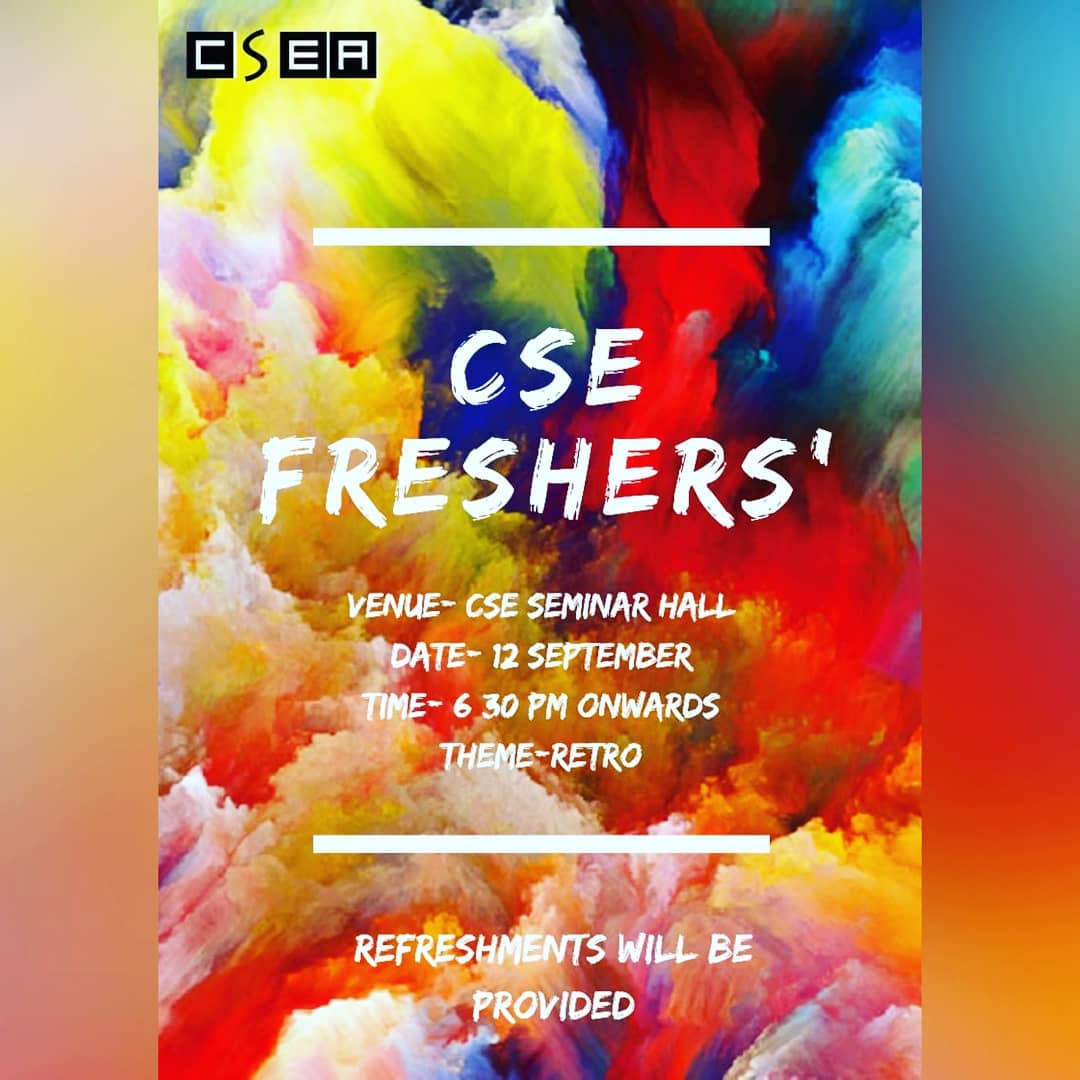 CSEA
CSE
FRESHERS'
VENUE- CSE SEMINAR HALL
DATE- 12 SEPTEMBER
TIME- 6 30 PM ONWARDS
THEME-RETRO
REFRESHMENTS WILL BE
PROVIDED